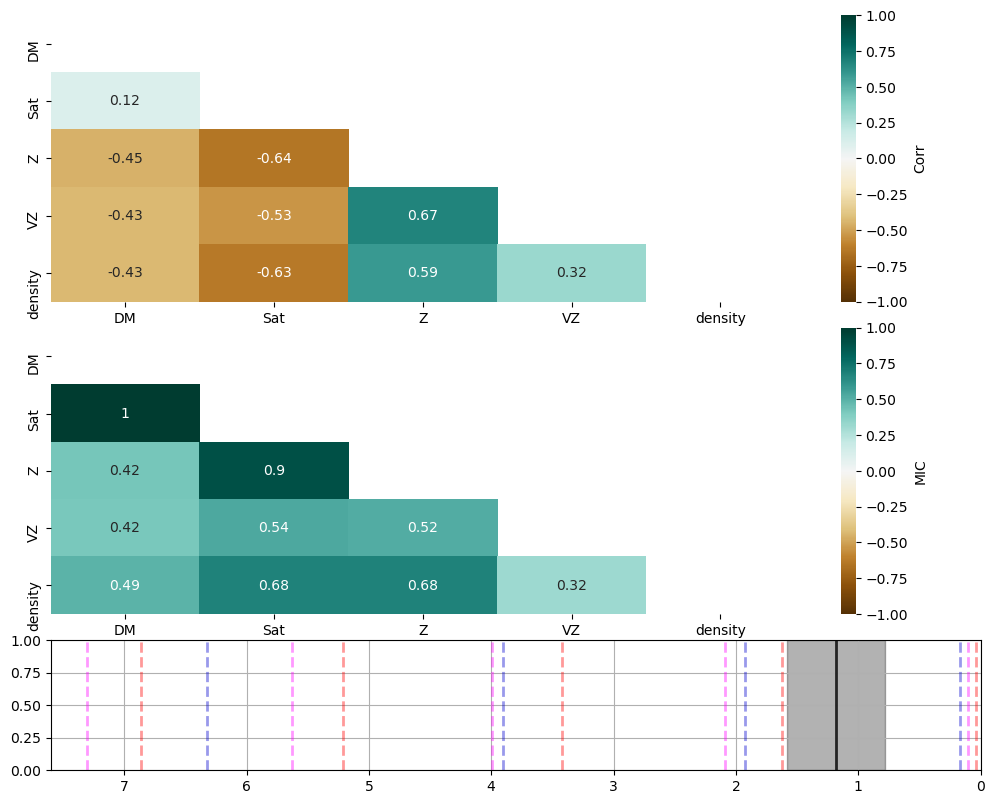 DM
Sat
Z
VZ
density
0.12
-0.45 -0.64
-0.43 -0.53 0.67
-0.43 -0.63 0.59 0.32
DM Sat Z VZ density
1.00
0.75
0.50
0.25
0.00
−0.25
−0.50
−0.75
−1.00
Corr
DM
Sat
Z
VZ
density
1
0.42 0.9
0.42 0.54 0.52
0.49 0.68 0.68 0.32
DM Sat Z VZ density
1.00
0.75
0.50
0.25
0.00
−0.25
−0.50
−0.75
−1.00
MIC
1.00
0.75
0.50
0.25
0.00
7 6 5 4 3 2 1 0